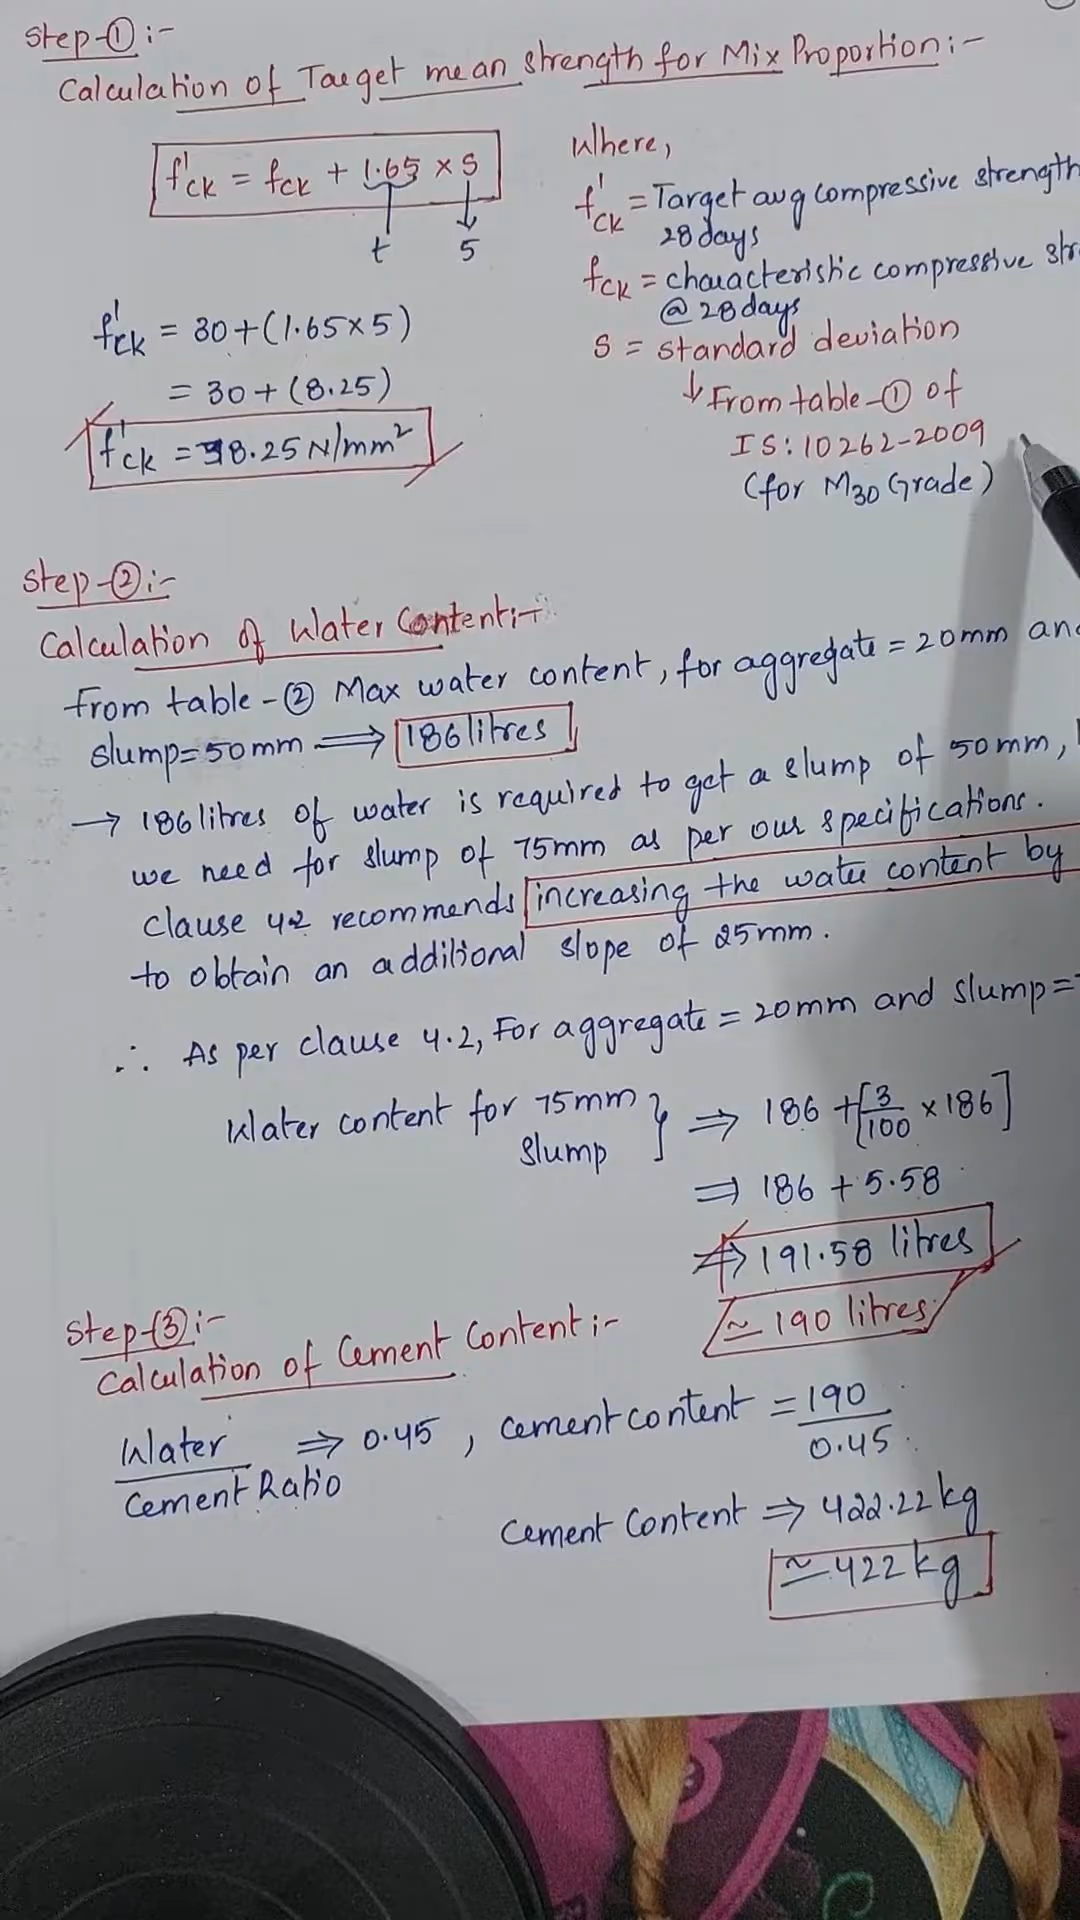 Step-①:-
Calculation of Target mean strength for Mix Proportion:-
f'ck = fck + 1.65 × S
t
5
Where,
f'ck = Target avg compressive strength
28 days
fck = characteristic compressive
@ 28 days
S = standard deviation
↓ From table-① of
IS:10262-2009
(for M30 Grade)
f'ck = 30+(1.65×5)
= 30+(8.25)
f'ck = 38.25 N/mm²
Step-②:-
Calculation of Water Content:-
From table-② Max water content, for aggregate = 20mm
slump=50mm ⟹ 186 litres
→ 186 litres of water is required to get a slump of 50mm,
we need for slump of 75mm as per our specifications.
clause 42 recommends increasing the water content by
to obtain an additional slope of 25mm.
∴ As per clause 4.2, For aggregate = 20mm and slump=
Water content for 75mm
slump } ⇒ 186 + [3/100 × 186]
⇒ 186 + 5.58
⇒ 191.58 litres
≃ 190 litres
Step-③:-
Calculation of Cement Content:-
Water/Cement Ratio ⇒ 0.45, cement content = 190/0.45
Cement Content ⇒ 422.22 kg
≃ 422 kg